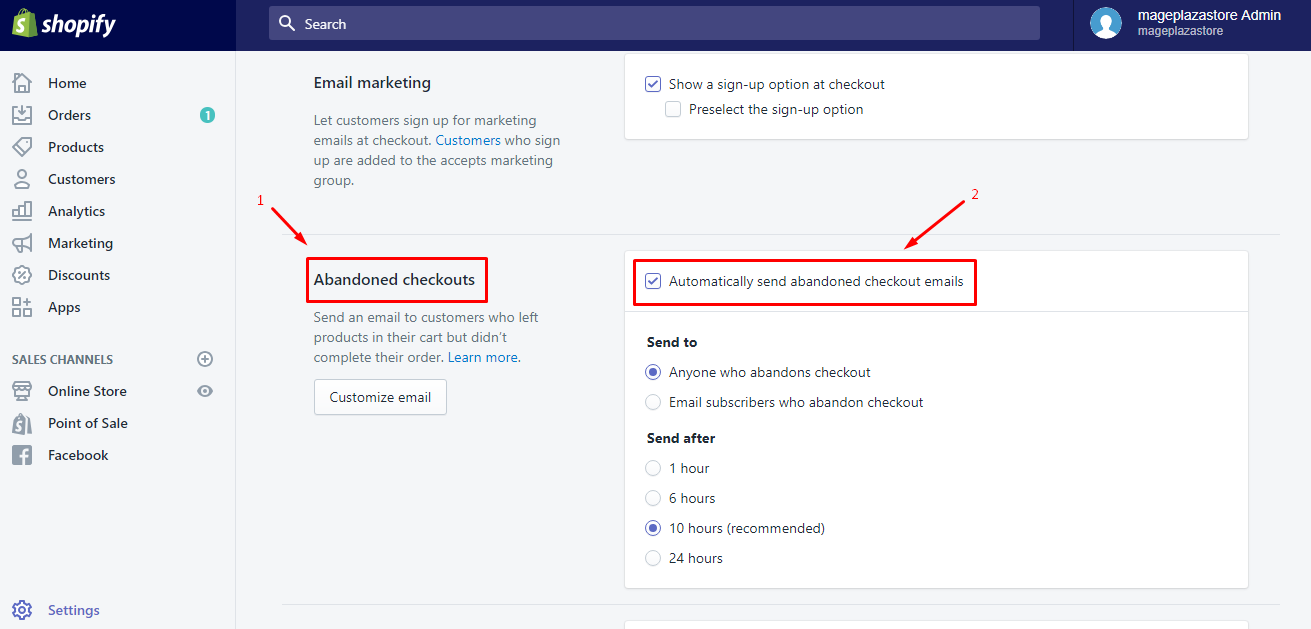 shopify
Search
mageplazastore Admin
mageplazastore
Home
Orders 1
Products
Customers
Analytics
Marketing
Discounts
Apps
SALES CHANNELS
Online Store
Point of Sale
Facebook
Settings
Email marketing
Let customers sign up for marketing
emails at checkout. Customers who sign
up are added to the accepts marketing
group.
Show a sign-up option at checkout
Preselect the sign-up option
1
2
Abandoned checkouts
Send an email to customers who left
products in their cart but didn't
complete their order. Learn more.
Customize email
Automatically send abandoned checkout emails
Send to
Anyone who abandons checkout
Email subscribers who abandon checkout
Send after
1 hour
6 hours
10 hours (recommended)
24 hours